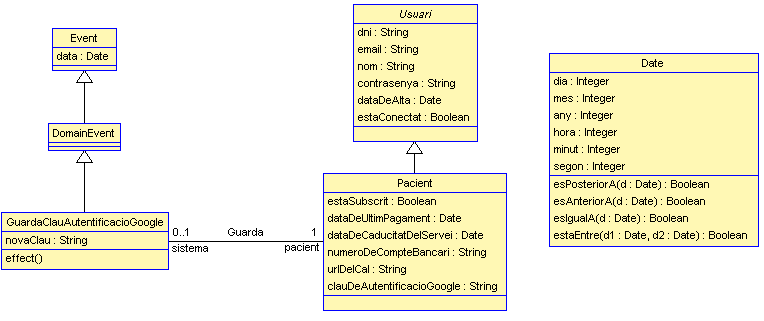 Event
data : Date
DomainEvent
GuardaClauAutentificacioGoogle
novaClau : String
effect()
0..1
Guarda
1
sistema
pacient
Usuari
dni : String
email : String
nom : String
contrasenya : String
dataDeAlta : Date
estaConectat : Boolean
Pacient
estaSubscrit : Boolean
dataDeUltimPagament : Date
dataDeCaducitatDelServei : Date
numeroDeCompteBancari : String
urlDelCal : String
clauDeAutentificacioGoogle : String
Date
dia : Integer
mes : Integer
any : Integer
hora : Integer
minut : Integer
segon : Integer
esPosteriorA(d : Date) : Boolean
esAnteriorA(d : Date) : Boolean
esIgualA(d : Date) : Boolean
estaEntre(d1 : Date, d2 : Date) : Boolean